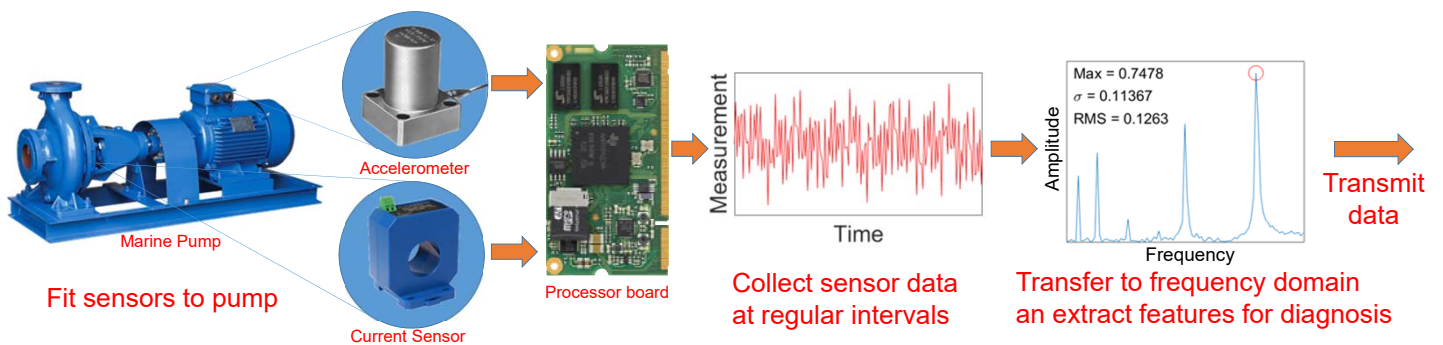 Accelerometer
Marine Pump
Fit sensors to pump
Current Sensor
Processor board
Measurement
Time
Collect sensor data
at regular intervals
Max = 0.7478
σ = 0.11367
RMS = 0.1263
Amplitude
Frequency
Transfer to frequency domain
an extract features for diagnosis
Transmit
data